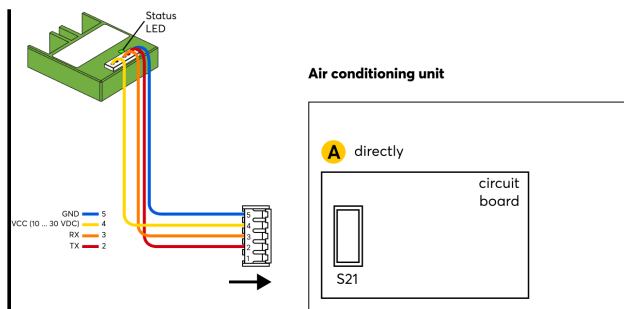 Status
LED
Air conditioning unit
A directly
circuit
board
S21
GND 5
VCC (10 ... 30 VDC) 4
RX 3
TX 2
5
4
3
2
1